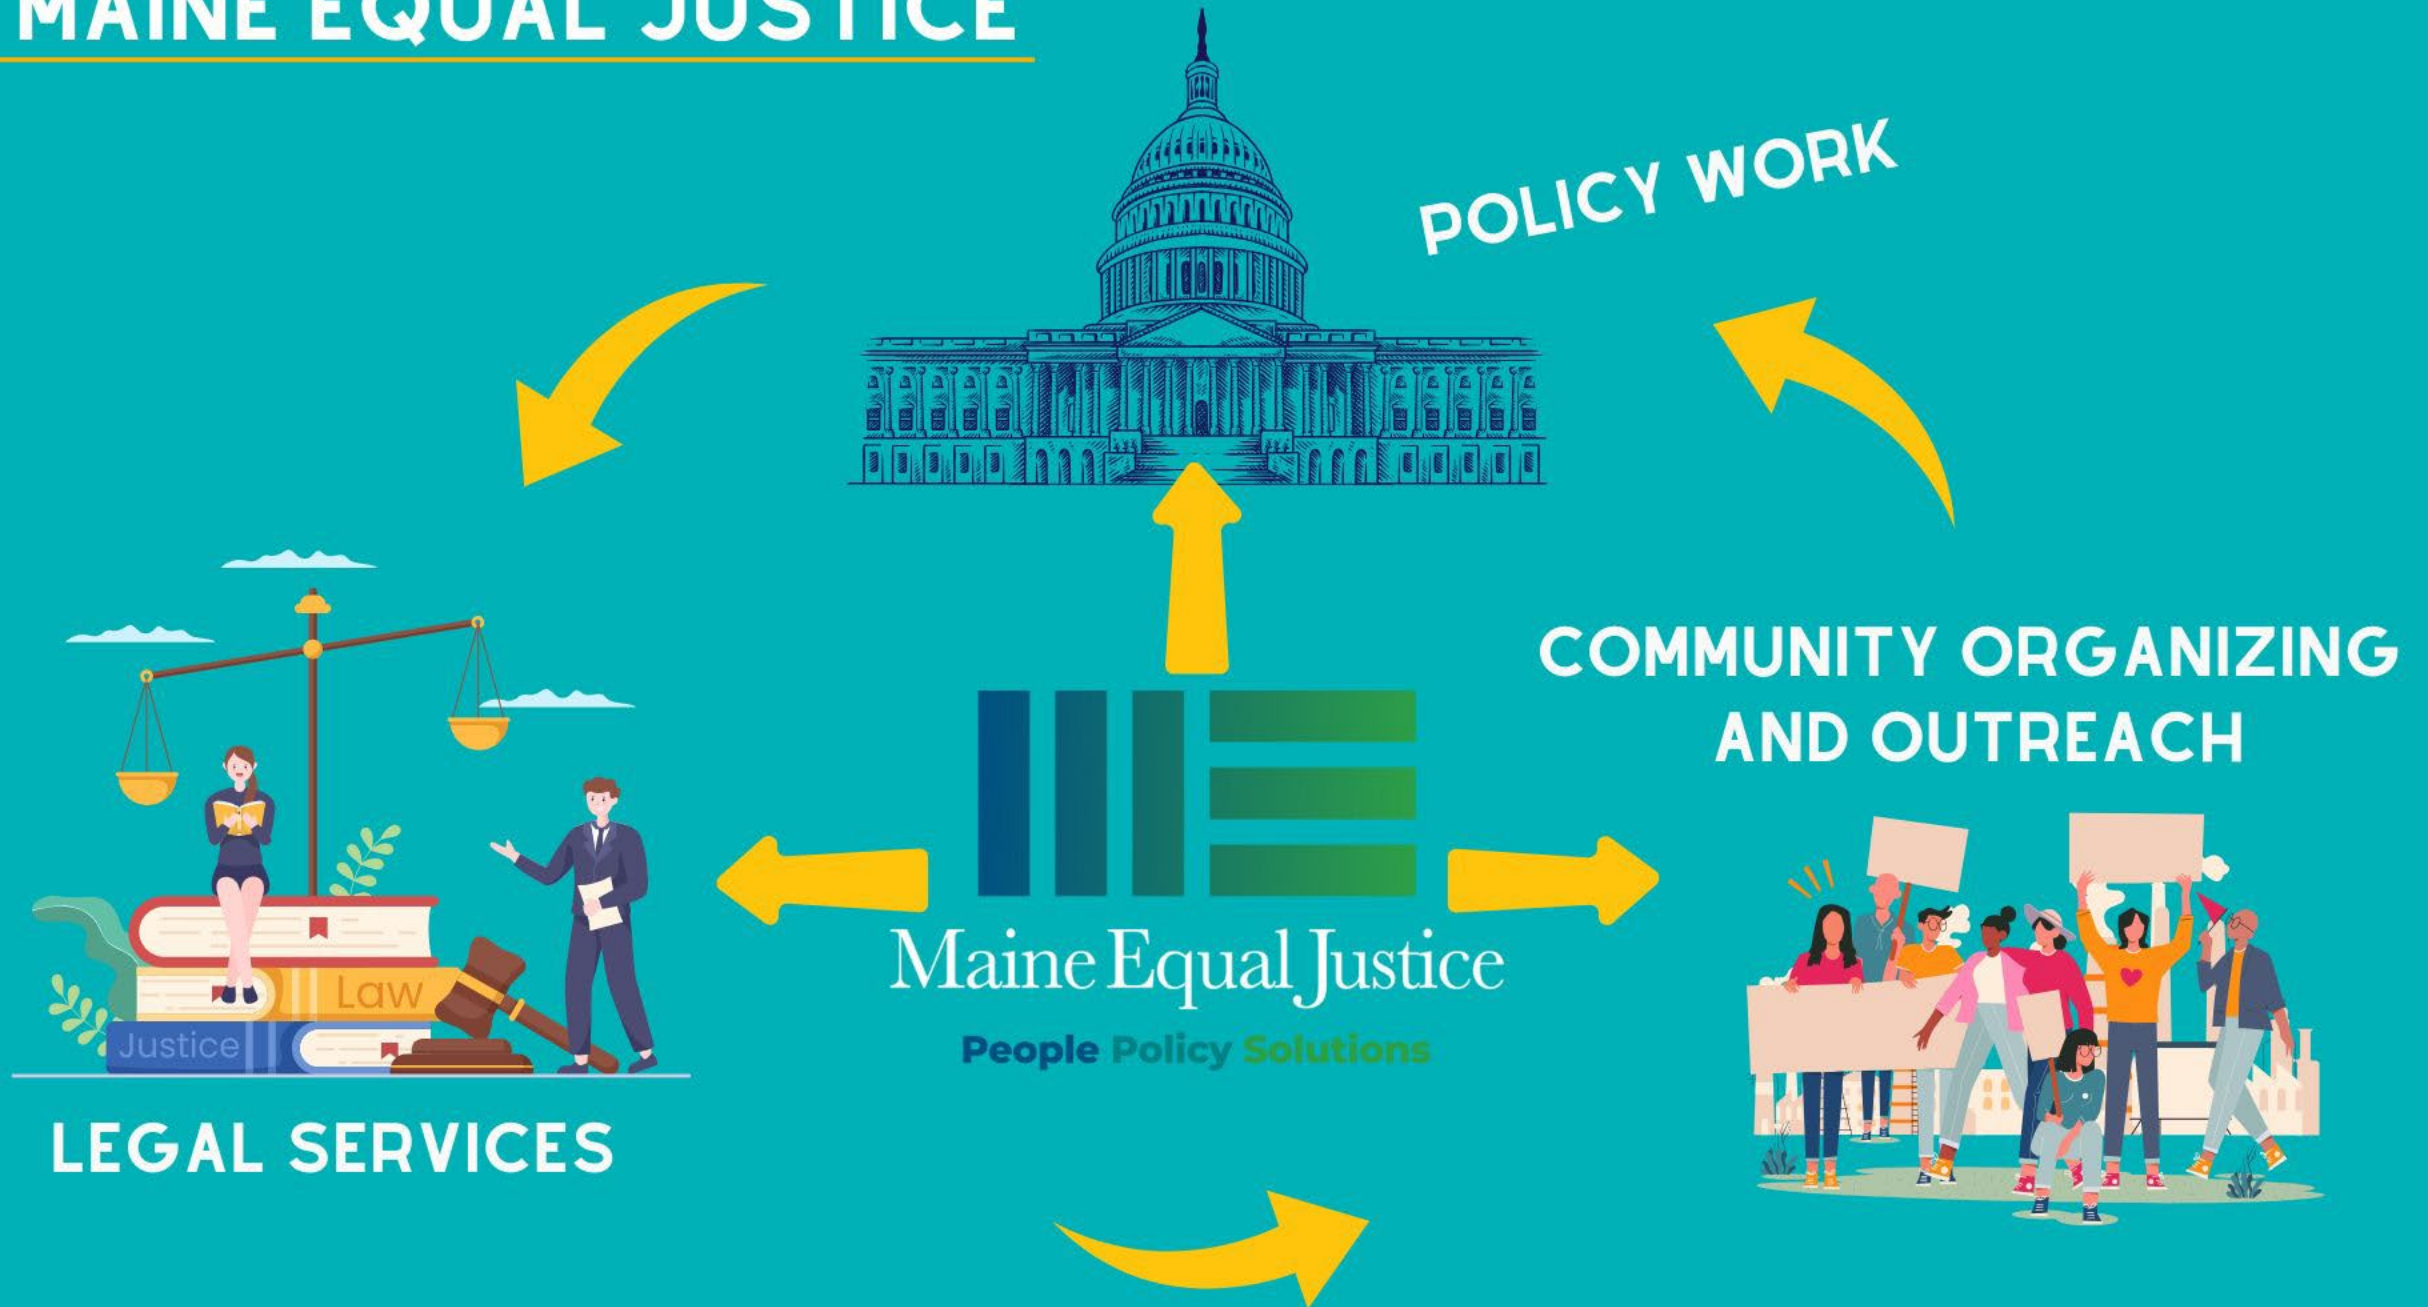 MAINE EQUAL JUSTICE
POLICY WORK
COMMUNITY ORGANIZING
AND OUTREACH
Law
Justice
Maine Equal Justice
People Policy Solutions
LEGAL SERVICES